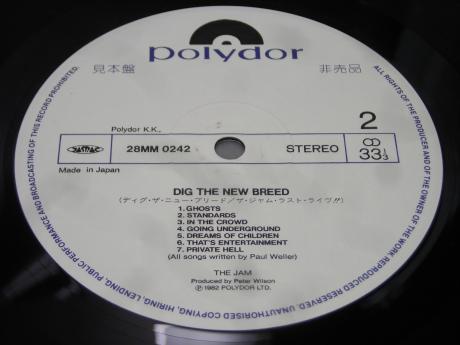 polydor
見本盤
非売品
Polydor K.K.,
2
28MM 0242
STEREO
33 1/3
Made in Japan
DIG THE NEW BREED
(ディグ・ザ・ニュー・ブリード/ザ・ジャム・ラスト・ライヴ!!)
1. GHOSTS
2. STANDARDS
3. IN THE CROWD
4. GOING UNDERGROUND
5. DREAMS OF CHILDREN
6. THAT'S ENTERTAINMENT
7. PRIVATE HELL
(All songs written by Paul Weller)
THE JAM
Produced by Peter Wilson
Ⓟ1982 POLYDOR LTD.
ALL RIGHTS OF THE PRODUCER AND OF THE OWNER OF THE WORK REPRODUCED RESERVED. UNAUTHORISED COPYING, HIRING, LENDING, PUBLIC PERFORMANCE AND BROADCASTING OF THIS RECORD PROHIBITED.